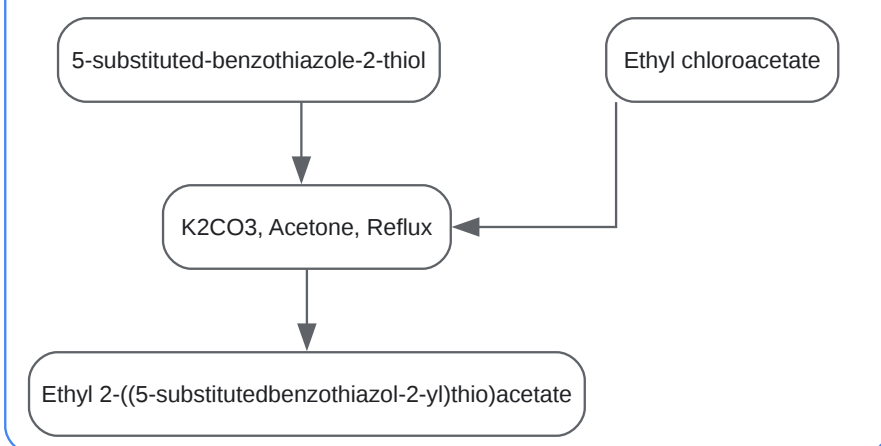 5-substituted-benzothiazole-2-thiol
Ethyl chloroacetate
K2CO3, Acetone, Reflux
Ethyl 2-((5-substitutedbenzothiazol-2-yl)thio)acetate